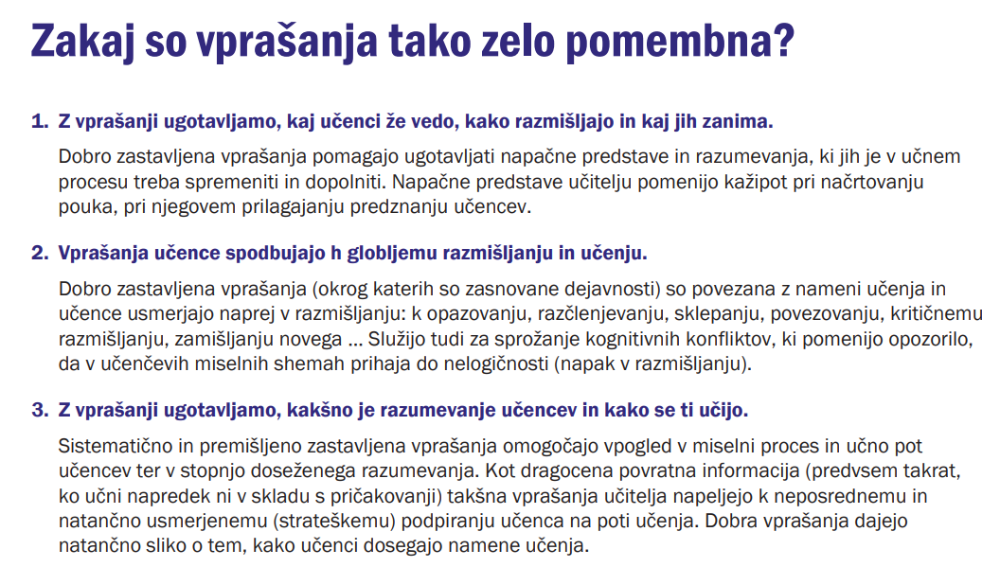 Zakaj so vprašanja tako zelo pomembna?
1. Z vprašanji ugotavljamo, kaj učenci že vedo, kako razmišljajo in kaj jih zanima.
Dobro zastavljena vprašanja pomagajo ugotavljati napačne predstave in razumevanja, ki jih je v učnem
procesu treba spremeniti in dopolniti. Napačne predstave učitelju pomenijo kažipot pri načrtovanju
pouka, pri njegovem prilagajanju predznanju učencev.
2. Vprašanja učence spodbujajo h globljemu razmišljanju in učenju.
Dobro zastavljena vprašanja (okrog katerih so zasnovane dejavnosti) so povezana z nameni učenja in
učence usmerjajo naprej v razmišljanju: k opazovanju, razčlenjevanju, sklepanju, povezovanju, kritičnemu
razmišljanju, zamišljanju novega ... Služijo tudi za sprožanje kognitivnih konfliktov, ki pomenijo opozorilo,
da v učenčevih miselnih shemah prihaja do nelogičnosti (napak v razmišljanju).
3. Z vprašanji ugotavljamo, kakšno je razumevanje učencev in kako se ti učijo.
Sistematično in premišljeno zastavljena vprašanja omogočajo vpogled v miselni proces in učno pot
učencev ter v stopnjo doseženega razumevanja. Kot dragocena povratna informacija (predvsem takrat,
ko učni napredek ni v skladu s pričakovanji) takšna vprašanja učitelja napeljejo k neposrednemu in
natančno usmerjenemu (strateškemu) podpiranju učenca na poti učenja. Dobra vprašanja dajejo
natančno sliko o tem, kako učenci dosegajo namene učenja.